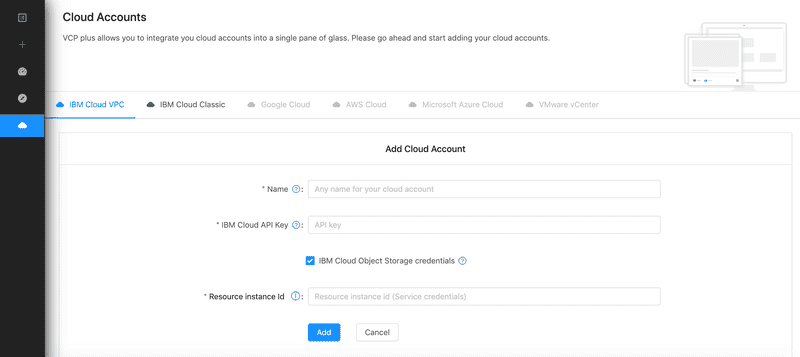 Cloud Accounts
VCP plus allows you to integrate you cloud accounts into a single pane of glass. Please go ahead and start adding your cloud accounts.
IBM Cloud VPC IBM Cloud Classic Google Cloud AWS Cloud Microsoft Azure Cloud VMware vCenter
Add Cloud Account
* Name ? : Any name for your cloud account
* IBM Cloud API Key ? : API key
IBM Cloud Object Storage credentials ?
* Resource instance Id : Resource instance id (Service credentials)
Add Cancel